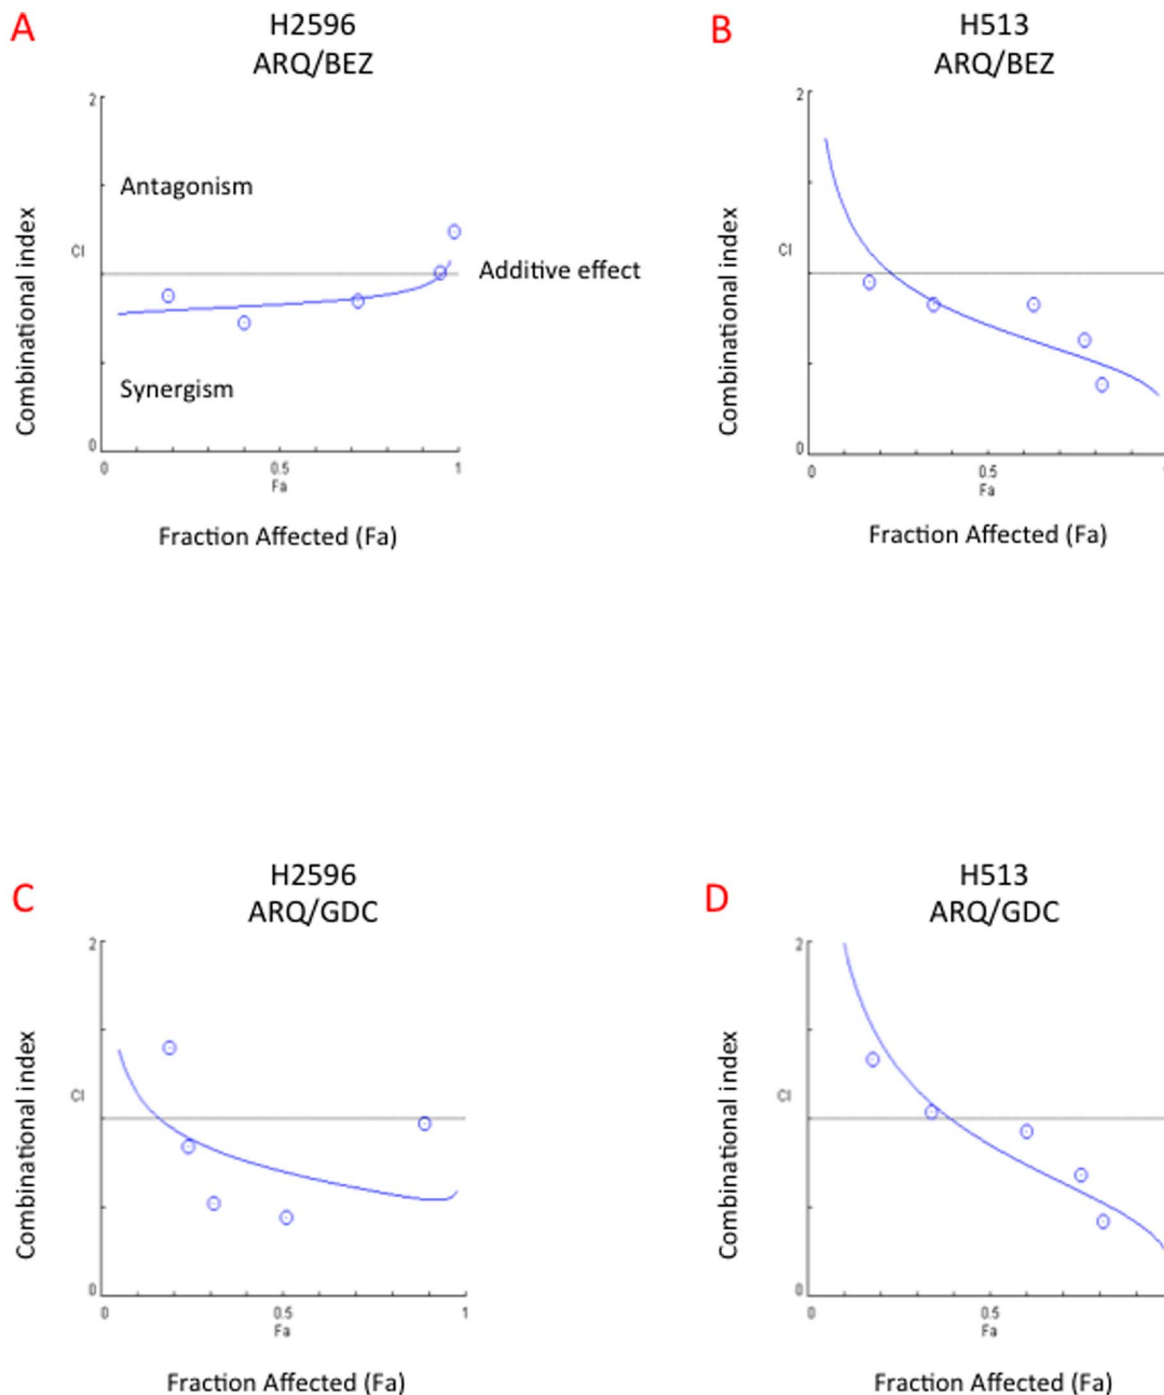 A
H2596
ARQ/BEZ
2
Antagonism
CI
Combinational index
Additive effect
Synergism
0
0 0.5 1
Fa
Fraction Affected (Fa)
B
H513
ARQ/BEZ
2
CI
Combinational index
0
0 0.5
Fa
Fraction Affected (Fa)
C
H2596
ARQ/GDC
2
CI
Combinational index
0
0 0.5 1
Fa
Fraction Affected (Fa)
D
H513
ARQ/GDC
2
CI
Combinational index
0
0 0.5
Fa
Fraction Affected (Fa)